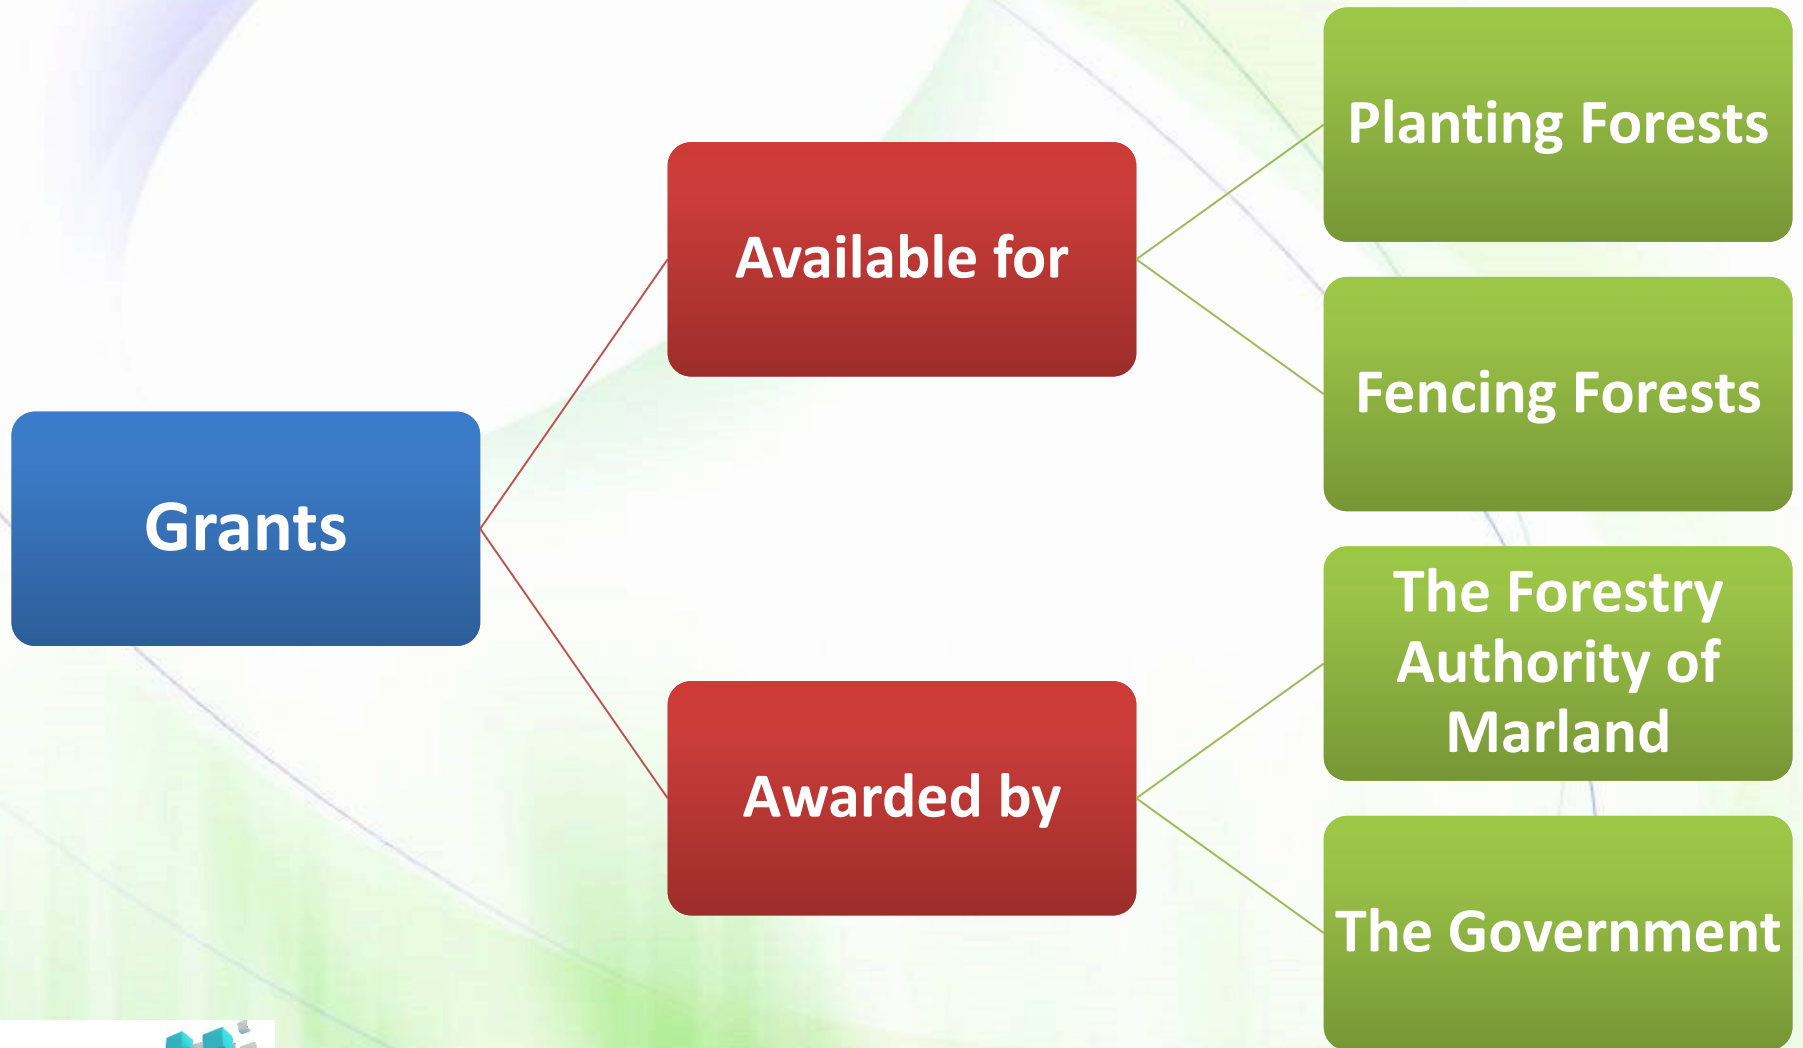 Grants
Available for
Planting Forests
Fencing Forests
Awarded by
The Forestry
Authority of
Marland
The Government